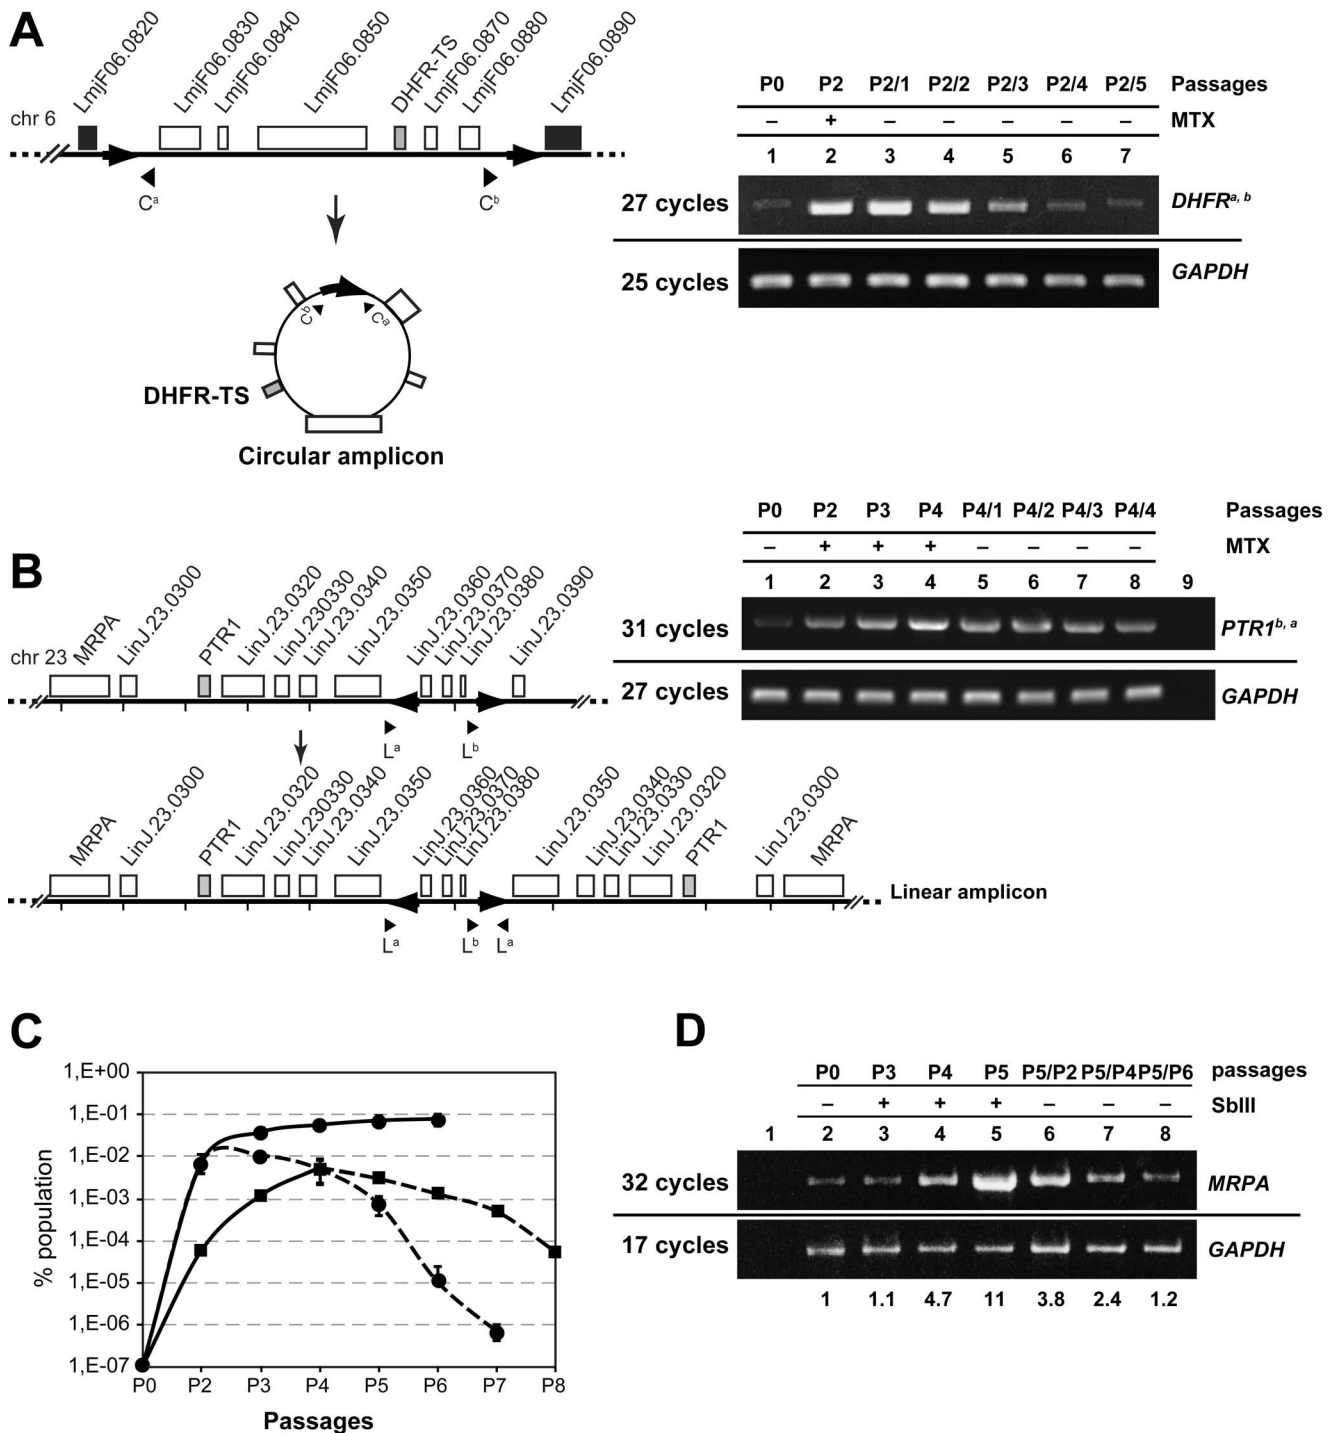 A
LmjF06.0820
LmjF06.0830
LmjF06.0840
LmjF06.0850
DHFR-TS
LmjF06.0870
LmjF06.0880
LmjF06.0890
chr 6
Cᵃ
Cᵇ
Cᵇ
Cᵃ
DHFR-TS
Circular amplicon
P0 P2 P2/1 P2/2 P2/3 P2/4 P2/5 Passages
– + – – – – – MTX
1 2 3 4 5 6 7
27 cycles DHFRᵃ, ᵇ
25 cycles GAPDH
B
MRPA
LinJ.23.0300
PTR1
LinJ.23.0320
LinJ.230330
LinJ.23.0340
LinJ.23.0350
LinJ.23.0360
LinJ.23.0370
LinJ.23.0380
LinJ.23.0390
chr 23
Lᵃ
Lᵇ
MRPA
LinJ.23.0300
PTR1
LinJ.23.0320
LinJ.230330
LinJ.23.0340
LinJ.23.0350
LinJ.23.0360
LinJ.23.0370
LinJ.23.0380
LinJ.23.0350
LinJ.23.0340
LinJ.23.0330
LinJ.23.0320
PTR1
LinJ.23.0300
MRPA
Linear amplicon
Lᵃ
Lᵇ
Lᵃ
P0 P2 P3 P4 P4/1 P4/2 P4/3 P4/4 Passages
– + + + – – – – MTX
1 2 3 4 5 6 7 8 9
31 cycles PTR1ᵇ, ᵃ
27 cycles GAPDH
C
% population
1,E+00
1,E-01
1,E-02
1,E-03
1,E-04
1,E-05
1,E-06
1,E-07
P0 P2 P3 P4 P5 P6 P7 P8
Passages
D
P0 P3 P4 P5 P5/P2 P5/P4 P5/P6 passages
– + + + – – – SbIII
1 2 3 4 5 6 7 8
32 cycles MRPA
17 cycles GAPDH
1 1.1 4.7 11 3.8 2.4 1.2